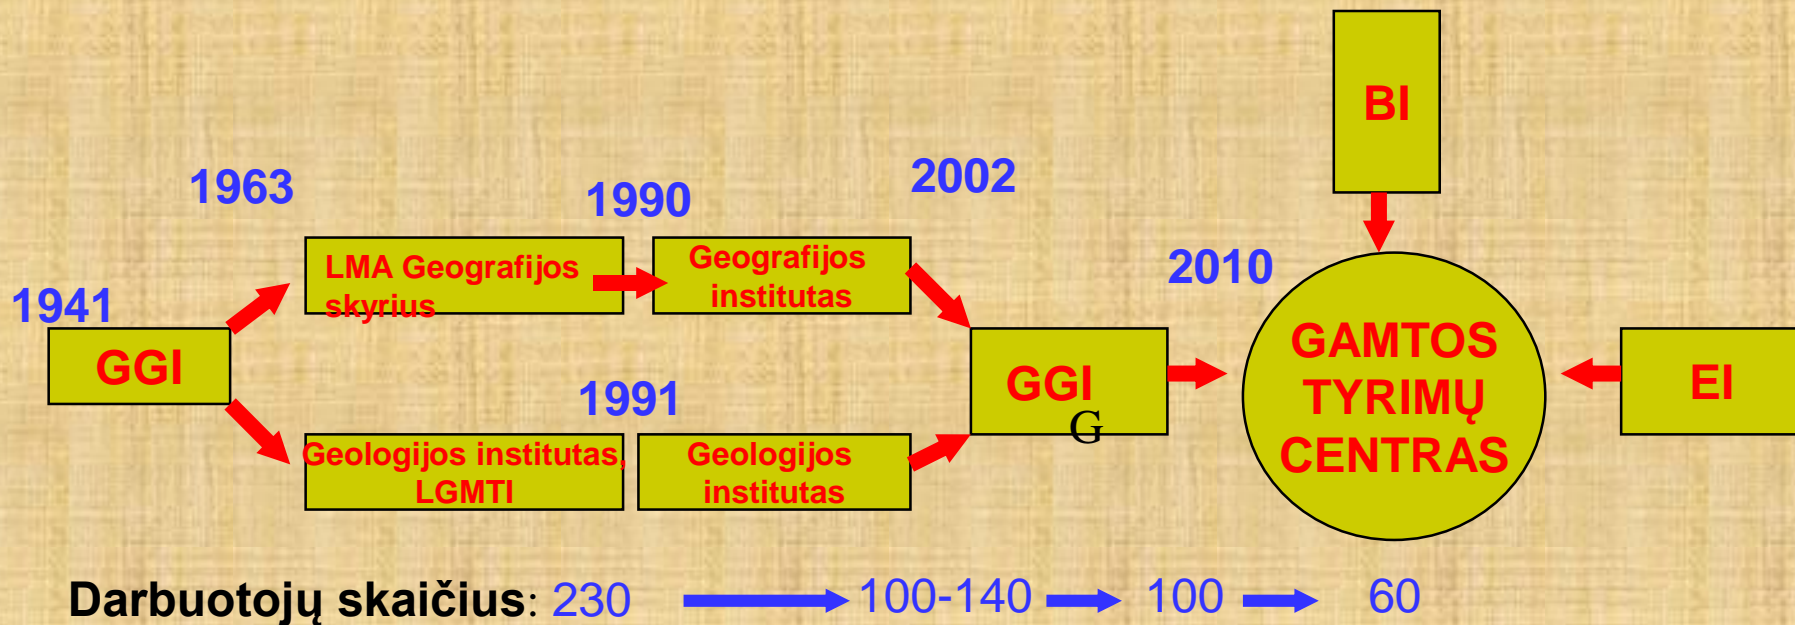 BI
1963
1990
2002
LMA Geografijos
skyrius
Geografijos
institutas
2010
1941
GGI
GAMTOS
TYRIMŲ
CENTRAS
GGI
G
EI
1991
Geologijos institutas,
LGMTI
Geologijos
institutas
Darbuotojų skaičius: 230 100-140 100 60